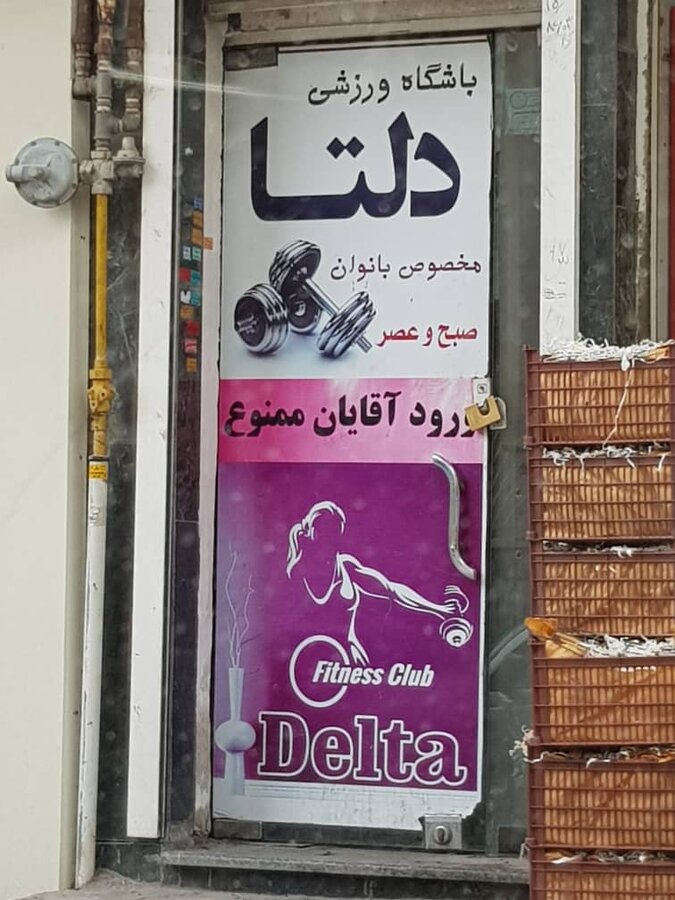 باشگاه ورزشی
دلتا
مخصوص بانوان
صبح و عصر
ورود آقایان ممنوع
Fitness Club
Delta